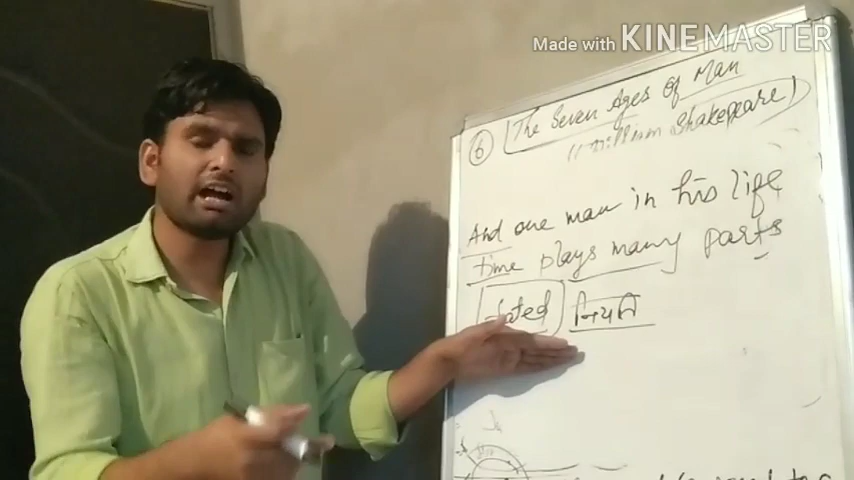 Made with KINEMASTER
6 The Seven Ages of Man
William Shakespeare)
And one man in his life
time plays many parts
fated नियति